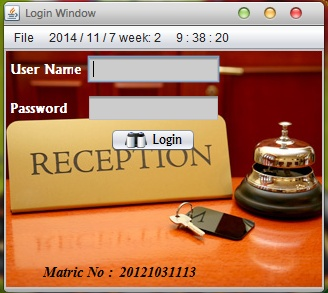 Login Window
File 2014 / 11 / 7 week: 2 9 : 38 : 20
User Name
Password
Login
RECEPTION
M
Matric No : 20121031113